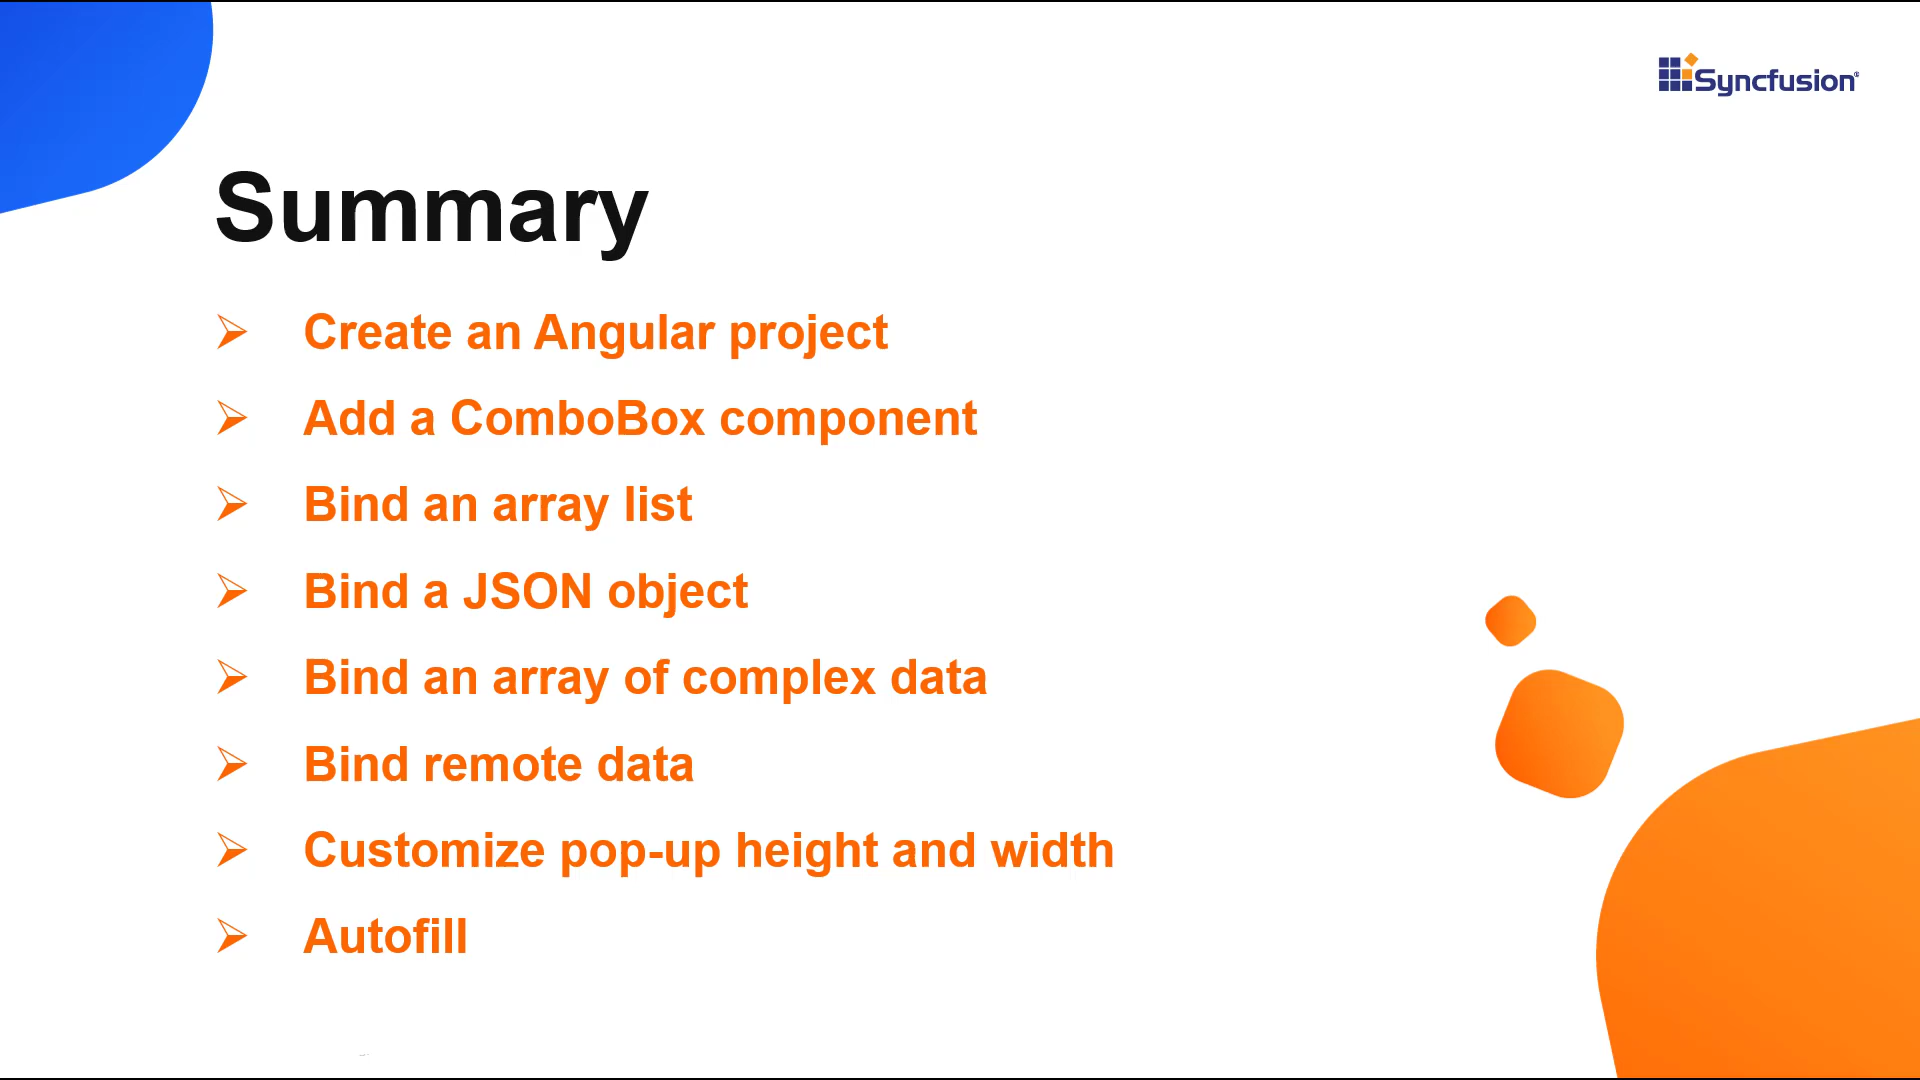 Syncfusion®
Summary
Create an Angular project
Add a ComboBox component
Bind an array list
Bind a JSON object
Bind an array of complex data
Bind remote data
Customize pop-up height and width
Autofill